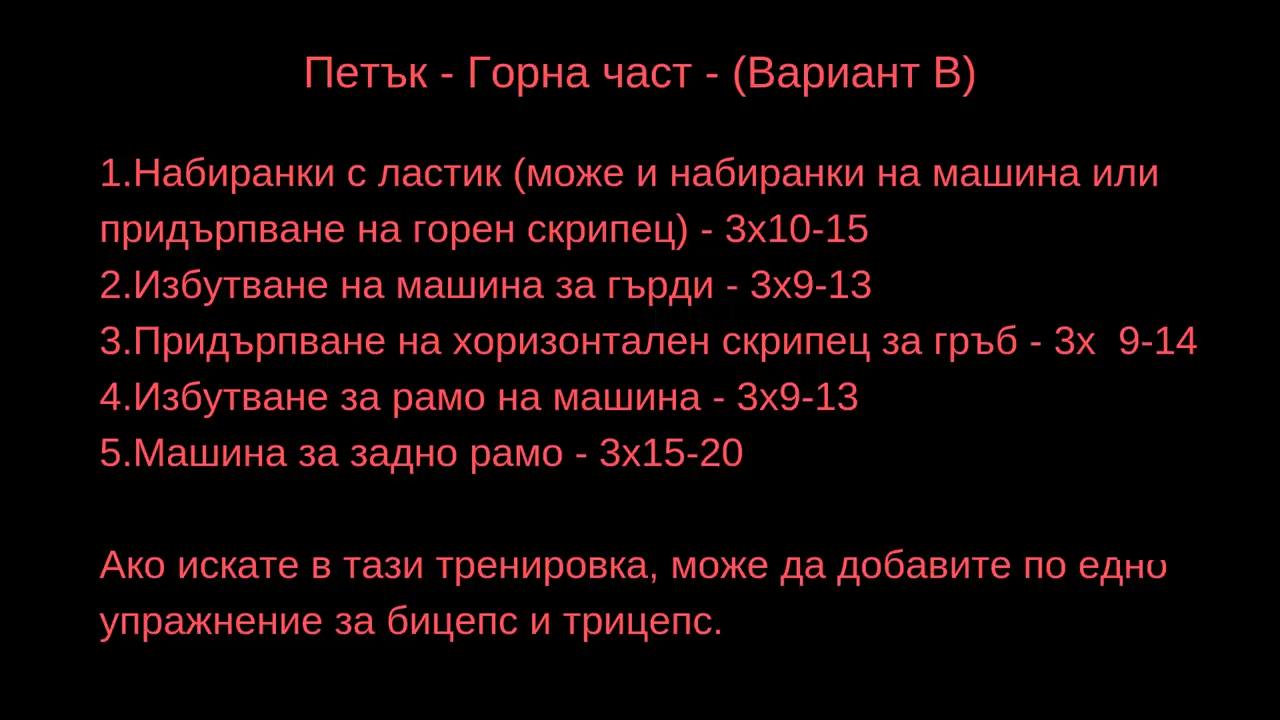 Петък - Горна част - (Вариант В)
1.Набиранки с ластик (може и набиранки на машина или
придърпване на горен скрипец) - 3х10-15
2.Избутване на машина за гърди - 3х9-13
3.Придърпване на хоризонтален скрипец за гръб - 3х  9-14
4.Избутване за рамо на машина - 3х9-13
5.Машина за задно рамо - 3х15-20
Ако искате в тази тренировка, може да добавите по едно
упражнение за бицепс и трицепс.